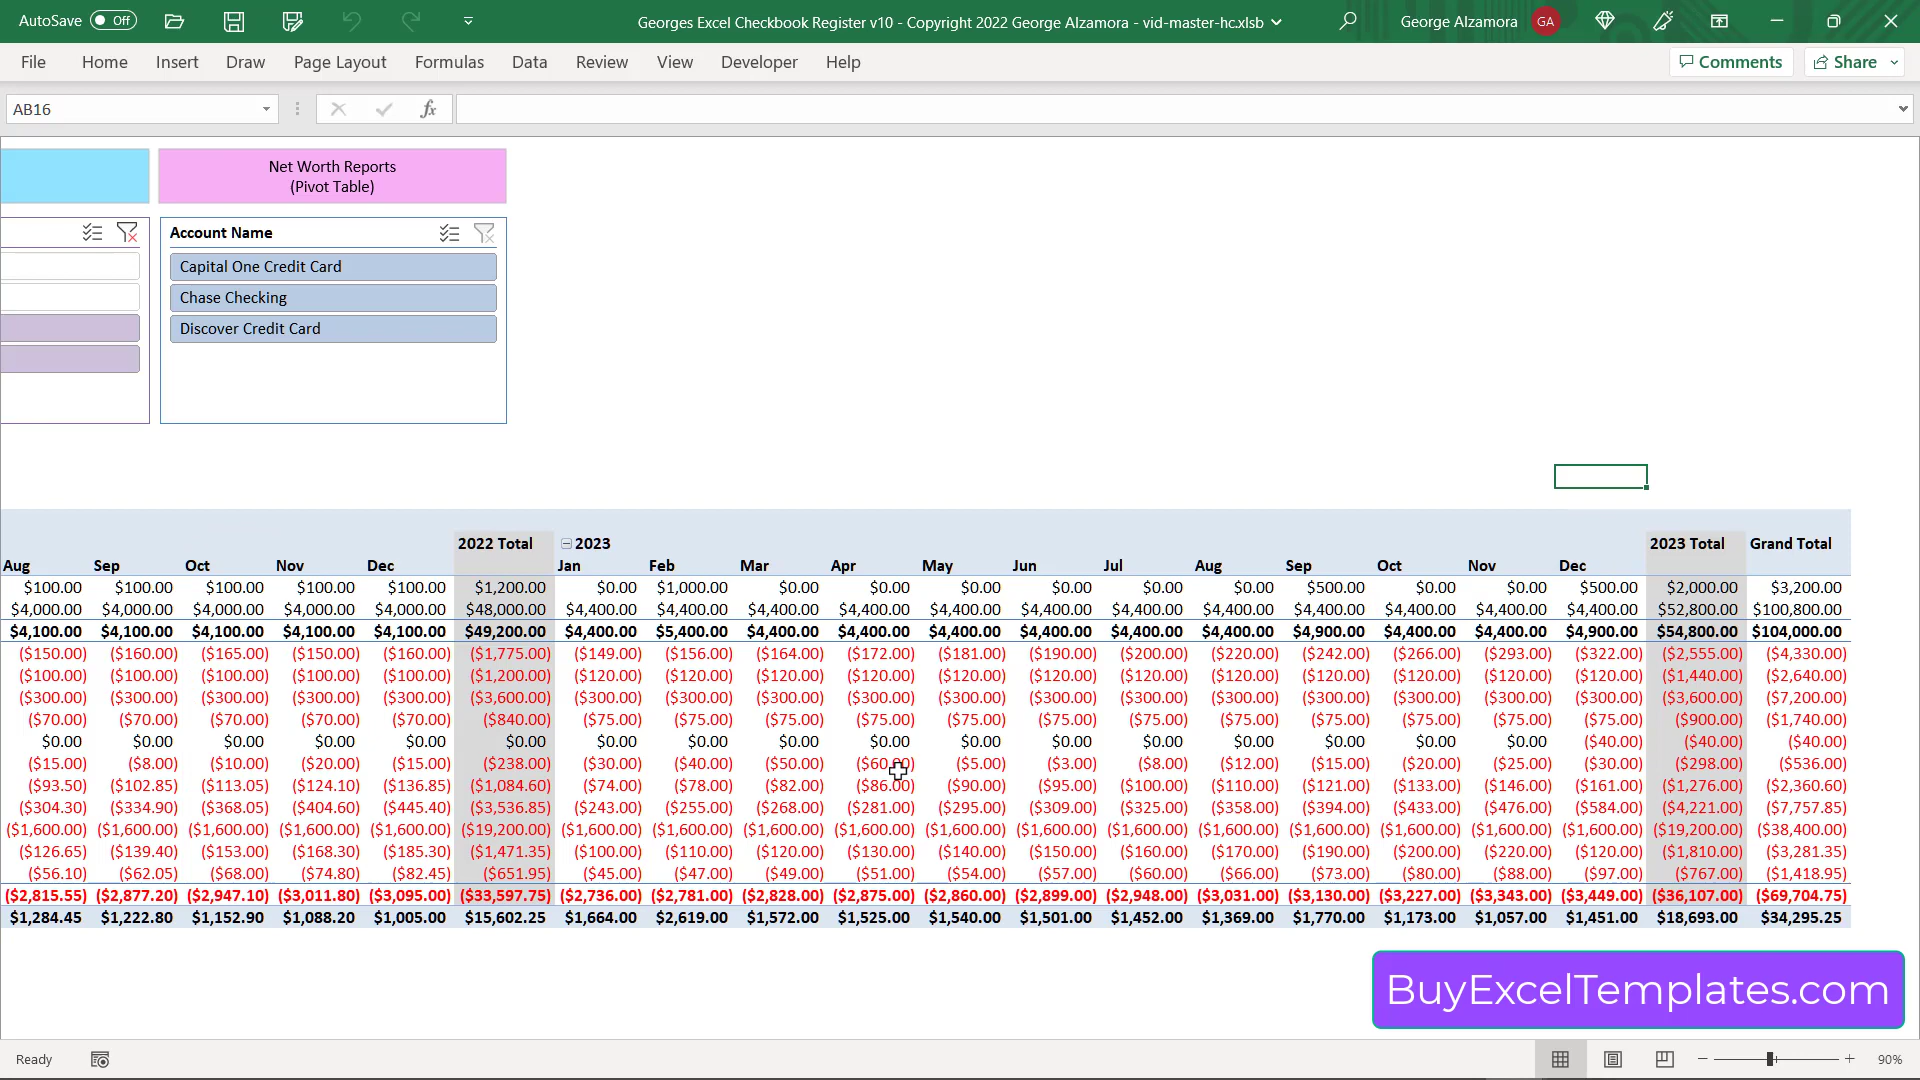 AutoSave Off
Georges Excel Checkbook Register v10 - Copyright 2022 George Alzamora - vid-master-hc.xlsb
George Alzamora GA
File Home Insert Draw Page Layout Formulas Data Review View Developer Help
Comments Share
AB16
fx
Net Worth Reports
(Pivot Table)
Account Name
Capital One Credit Card
Chase Checking
Discover Credit Card
2022 Total 2023 2023 Total Grand Total
Aug Sep Oct Nov Dec Jan Feb Mar Apr May Jun Jul Aug Sep Oct Nov Dec
$100.00 $100.00 $100.00 $100.00 $100.00 $1,200.00 $0.00 $1,000.00 $0.00 $0.00 $0.00 $0.00 $0.00 $0.00 $500.00 $0.00 $0.00 $500.00 $2,000.00 $3,200.00
$4,000.00 $4,000.00 $4,000.00 $4,000.00 $4,000.00 $48,000.00 $4,400.00 $4,400.00 $4,400.00 $4,400.00 $4,400.00 $4,400.00 $4,400.00 $4,400.00 $4,400.00 $4,400.00 $4,400.00 $4,400.00 $52,800.00 $100,800.00
$4,100.00 $4,100.00 $4,100.00 $4,100.00 $4,100.00 $49,200.00 $4,400.00 $5,400.00 $4,400.00 $4,400.00 $4,400.00 $4,400.00 $4,400.00 $4,400.00 $4,900.00 $4,400.00 $4,400.00 $4,900.00 $54,800.00 $104,000.00
($150.00) ($160.00) ($165.00) ($150.00) ($160.00) ($1,775.00) ($149.00) ($156.00) ($164.00) ($172.00) ($181.00) ($190.00) ($200.00) ($220.00) ($242.00) ($266.00) ($293.00) ($322.00) ($2,555.00) ($4,330.00)
($100.00) ($100.00) ($100.00) ($100.00) ($100.00) ($1,200.00) ($120.00) ($120.00) ($120.00) ($120.00) ($120.00) ($120.00) ($120.00) ($120.00) ($120.00) ($120.00) ($120.00) ($120.00) ($1,440.00) ($2,640.00)
($300.00) ($300.00) ($300.00) ($300.00) ($300.00) ($3,600.00) ($300.00) ($300.00) ($300.00) ($300.00) ($300.00) ($300.00) ($300.00) ($300.00) ($300.00) ($300.00) ($300.00) ($300.00) ($3,600.00) ($7,200.00)
($70.00) ($70.00) ($70.00) ($70.00) ($70.00) ($840.00) ($75.00) ($75.00) ($75.00) ($75.00) ($75.00) ($75.00) ($75.00) ($75.00) ($75.00) ($75.00) ($75.00) ($75.00) ($900.00) ($1,740.00)
$0.00 $0.00 $0.00 $0.00 $0.00 $0.00 $0.00 $0.00 $0.00 $0.00 $0.00 $0.00 $0.00 $0.00 $0.00 $0.00 $0.00 ($40.00) ($40.00) ($40.00)
($15.00) ($8.00) ($10.00) ($20.00) ($15.00) ($238.00) ($30.00) ($40.00) ($50.00) ($5.00) ($3.00) ($8.00) ($12.00) ($15.00) ($20.00) ($25.00) ($30.00) ($298.00) ($536.00)
($93.50) ($102.85) ($113.05) ($124.10) ($136.85) ($1,084.60) ($74.00) ($78.00) ($82.00) ($86.00) ($90.00) ($95.00) ($100.00) ($110.00) ($121.00) ($133.00) ($146.00) ($161.00) ($1,276.00) ($2,360.60)
($304.30) ($334.90) ($368.05) ($404.60) ($445.40) ($3,536.85) ($243.00) ($255.00) ($268.00) ($281.00) ($295.00) ($309.00) ($325.00) ($358.00) ($394.00) ($433.00) ($476.00) ($584.00) ($4,221.00) ($7,757.85)
($1,600.00) ($1,600.00) ($1,600.00) ($1,600.00) ($1,600.00) ($19,200.00) ($1,600.00) ($1,600.00) ($1,600.00) ($1,600.00) ($1,600.00) ($1,600.00) ($1,600.00) ($1,600.00) ($1,600.00) ($1,600.00) ($1,600.00) ($1,600.00) ($19,200.00) ($38,400.00)
($126.65) ($139.40) ($153.00) ($168.30) ($185.30) ($1,471.35) ($100.00) ($110.00) ($120.00) ($130.00) ($140.00) ($150.00) ($160.00) ($170.00) ($190.00) ($200.00) ($220.00) ($120.00) ($1,810.00) ($3,281.35)
($56.10) ($62.05) ($68.00) ($74.80) ($82.45) ($651.95) ($45.00) ($47.00) ($49.00) ($51.00) ($54.00) ($57.00) ($60.00) ($66.00) ($73.00) ($80.00) ($88.00) ($97.00) ($767.00) ($1,418.95)
($2,815.55) ($2,877.20) ($2,947.10) ($3,011.80) ($3,095.00) ($33,597.75) ($2,736.00) ($2,781.00) ($2,828.00) ($2,875.00) ($2,860.00) ($2,899.00) ($2,948.00) ($3,031.00) ($3,130.00) ($3,227.00) ($3,343.00) ($3,449.00) ($36,107.00) ($69,704.75)
$1,284.45 $1,222.80 $1,152.90 $1,088.20 $1,005.00 $15,602.25 $1,664.00 $2,619.00 $1,572.00 $1,525.00 $1,540.00 $1,501.00 $1,452.00 $1,369.00 $1,770.00 $1,173.00 $1,057.00 $1,451.00 $18,693.00 $34,295.25
BuyExcelTemplates.com
Ready
90%